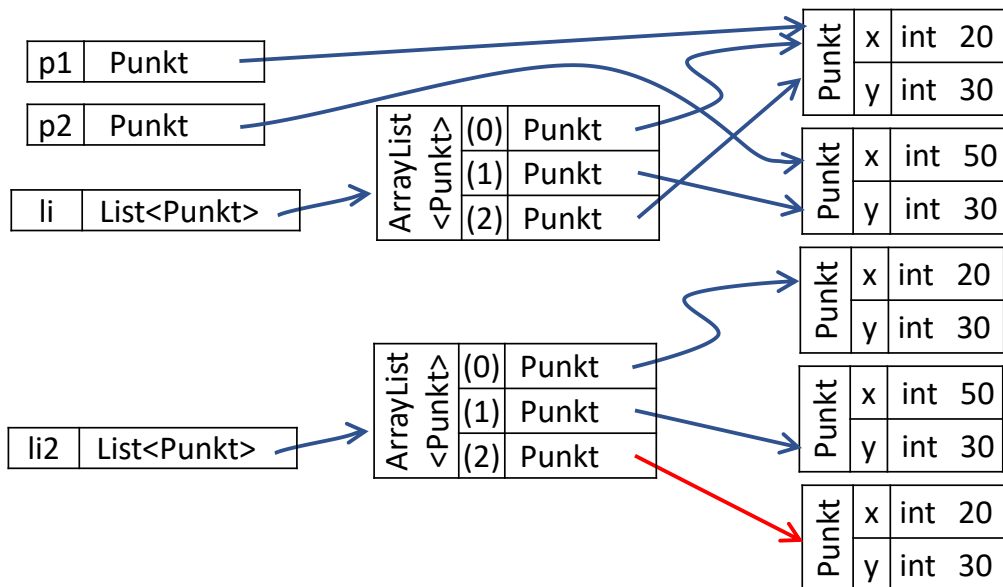 p1 Punkt
p2 Punkt
li List<Punkt>
ArrayList
<Punkt>
(0) Punkt
(1) Punkt
(2) Punkt
Punkt
x int 20
y int 30
Punkt
x int 50
y int 30
li2 List<Punkt>
ArrayList
<Punkt>
(0) Punkt
(1) Punkt
(2) Punkt
Punkt
x int 20
y int 30
Punkt
x int 50
y int 30
Punkt
x int 20
y int 30